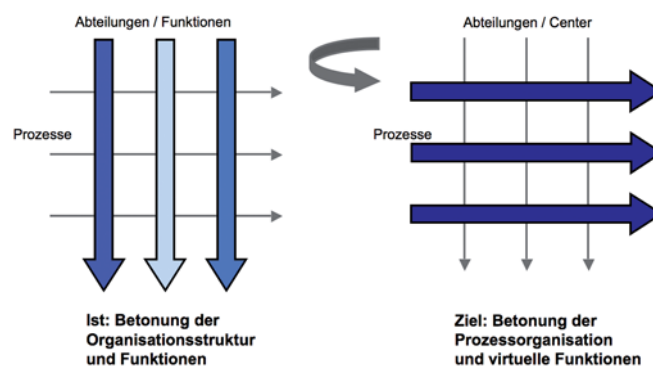 Abteilungen / Funktionen
Prozesse
Ist: Betonung der
Organisationsstruktur
und Funktionen
Abteilungen / Center
Prozesse
Ziel: Betonung der
Prozessorganisation
und virtuelle Funktionen